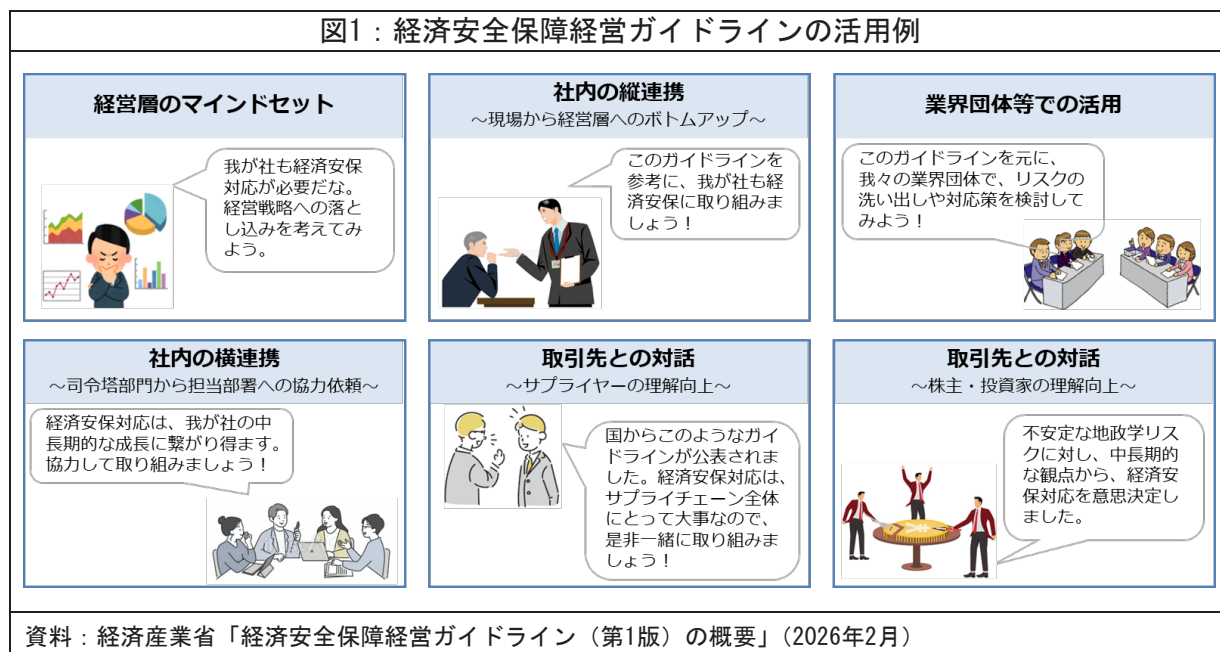 図1：経済安全保障経営ガイドラインの活用例
経営層のマインドセット
我が社も経済安保
対応が必要だな。
経営戦略への落と
し込みを考えてみ
よう。
社内の縦連携
～現場から経営層へのボトムアップ～
このガイドラインを
参考に、我が社も経
済安保に取り組みま
しょう！
業界団体等での活用
このガイドラインを元に、
我々の業界団体で、リスクの
洗い出しや対応策を検討して
みよう！
社内の横連携
～司令塔部門から担当部署への協力依頼～
経済安保対応は、我が社の中
長期的な成長に繋がり得ます。
協力して取り組みましょう！
取引先との対話
～サプライヤーの理解向上～
国からこのようなガイ
ドラインが公表されま
した。経済安保対応は、
サプライチェーン全体
にとって大事なので、
是非一緒に取り組みま
しょう！
取引先との対話
～株主・投資家の理解向上～
不安定な地政学リス
クに対し、中長期的
な観点から、経済安
保対応を意思決定し
ました。
資料：経済産業省「経済安全保障経営ガイドライン（第1版）の概要」（2026年2月）